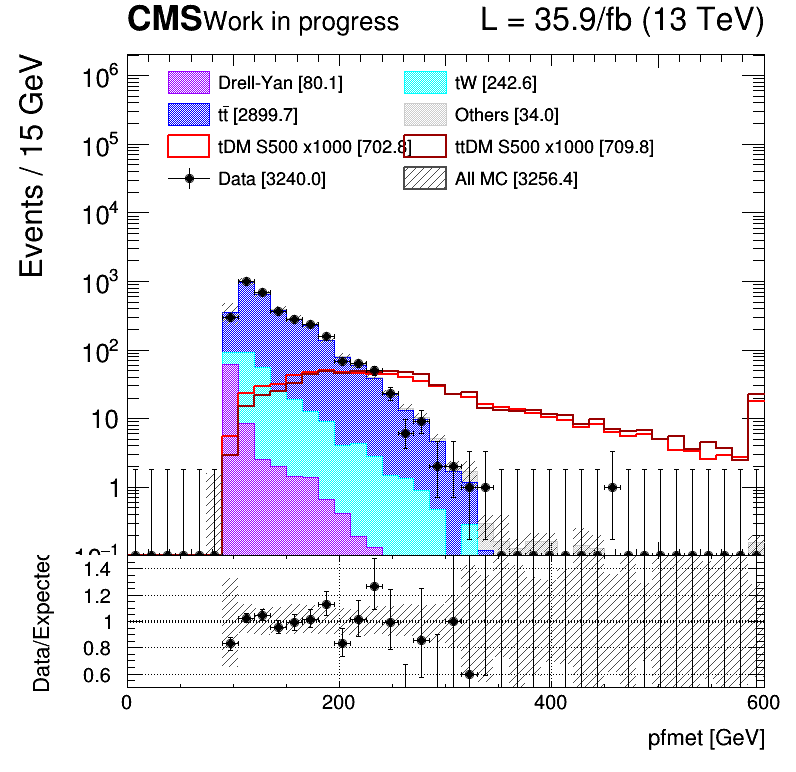 CMS Work in progress L = 35.9/fb (13 TeV)
Events / 15 GeV
10⁶
10⁵
10⁴
10³
10²
10
1
10⁻¹
Drell-Yan [80.1] tW [242.6]
tt̄ [2899.7] Others [34.0]
tDM S500 x1000 [702.8] ttDM S500 x1000 [709.8]
Data [3240.0] All MC [3256.4]
Data/Expected
1.4
1.2
1
0.8
0.6
0 200 400 600
pfmet [GeV]